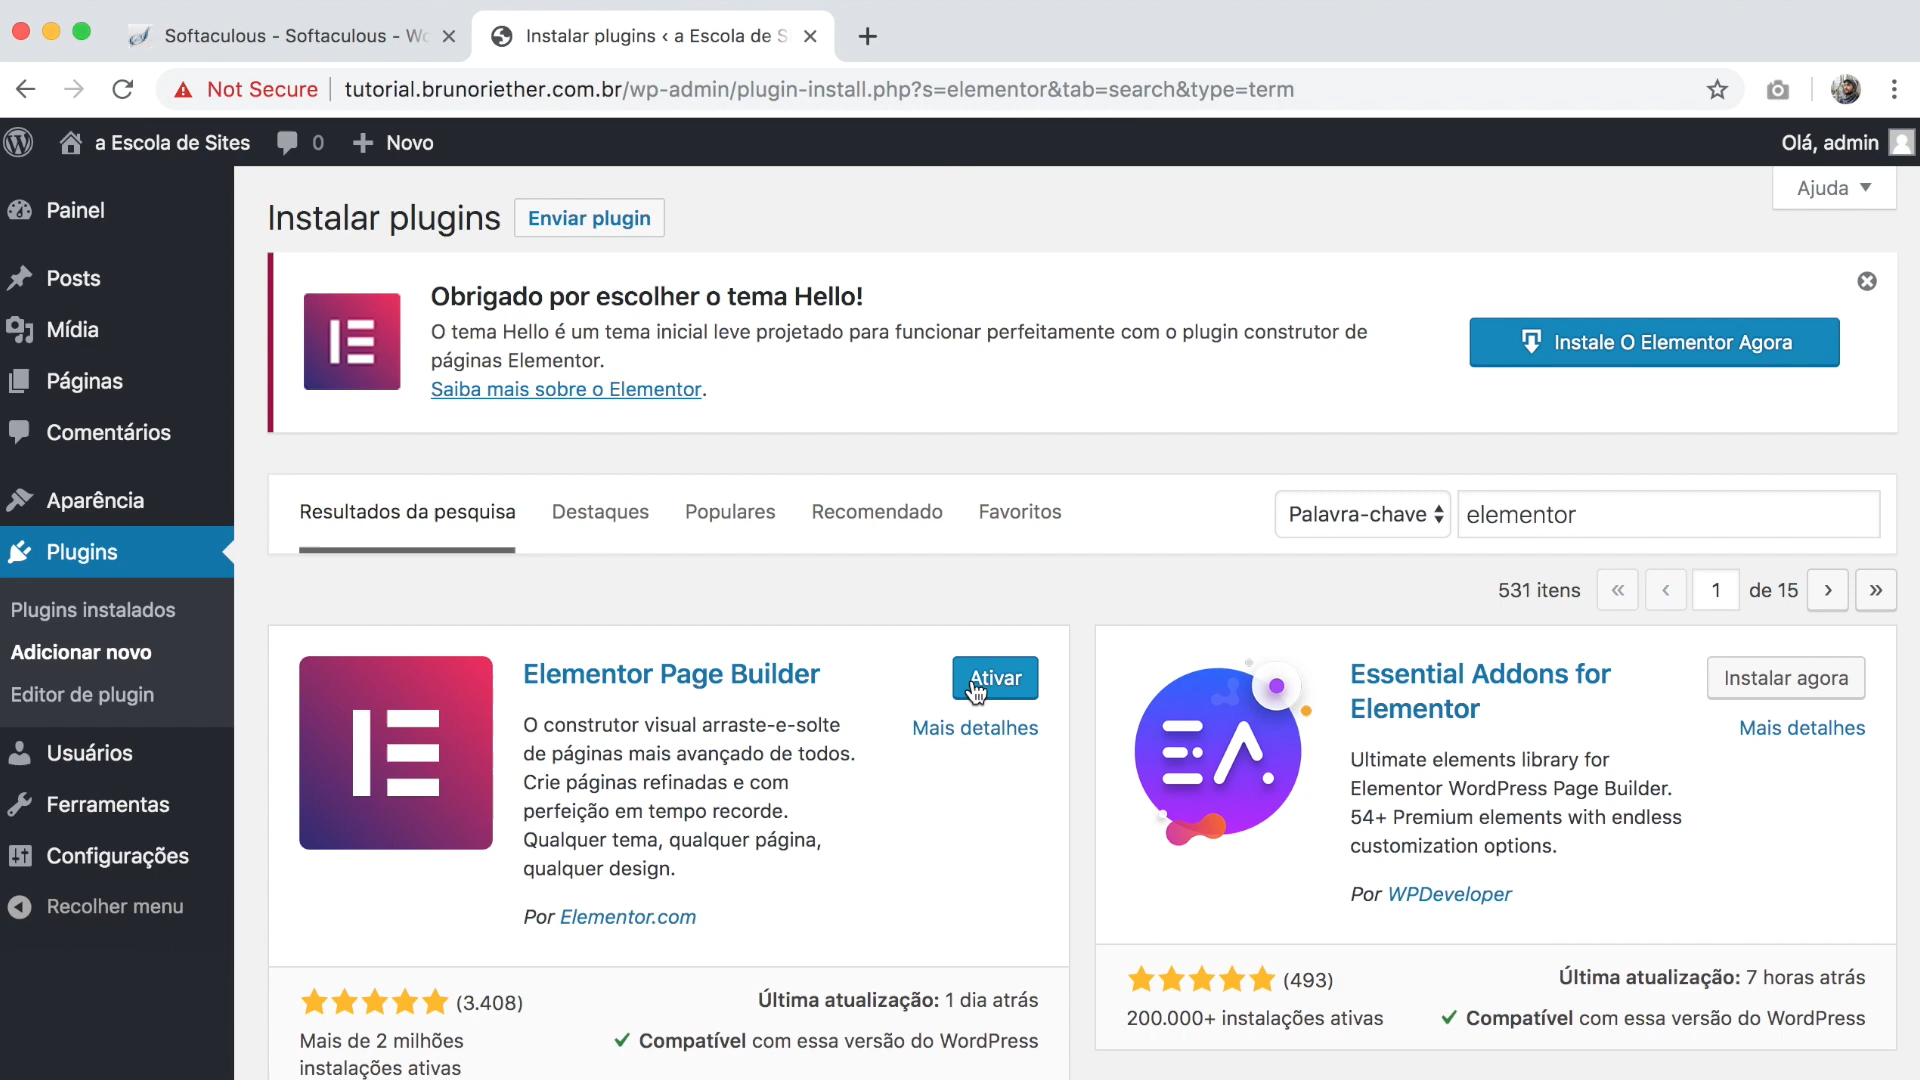 Softaculous - Softaculous - Wo
Instalar plugins ‹ a Escola de S
Not Secure
tutorial.brunoriether.com.br/wp-admin/plugin-install.php?s=elementor&tab=search&type=term
a Escola de Sites
0
Novo
Olá, admin
Painel
Posts
Mídia
Páginas
Comentários
Aparência
Plugins
Plugins instalados
Adicionar novo
Editor de plugin
Usuários
Ferramentas
Configurações
Recolher menu
Ajuda
Instalar plugins
Enviar plugin
Obrigado por escolher o tema Hello!
O tema Hello é um tema inicial leve projetado para funcionar perfeitamente com o plugin construtor de
páginas Elementor.
Saiba mais sobre o Elementor.
Instale O Elementor Agora
Resultados da pesquisa
Destaques
Populares
Recomendado
Favoritos
Palavra-chave
elementor
531 itens
«
‹
1
de 15
›
»
Elementor Page Builder
Ativar
Mais detalhes
O construtor visual arraste-e-solte
de páginas mais avançado de todos.
Crie páginas refinadas e com
perfeição em tempo recorde.
Qualquer tema, qualquer página,
qualquer design.
Por Elementor.com
(3.408)
Mais de 2 milhões
instalações ativas
Última atualização: 1 dia atrás
Compatível com essa versão do WordPress
Essential Addons for
Elementor
Instalar agora
Mais detalhes
Ultimate elements library for
Elementor WordPress Page Builder.
54+ Premium elements with endless
customization options.
Por WPDeveloper
(493)
200.000+ instalações ativas
Última atualização: 7 horas atrás
Compatível com essa versão do WordPress